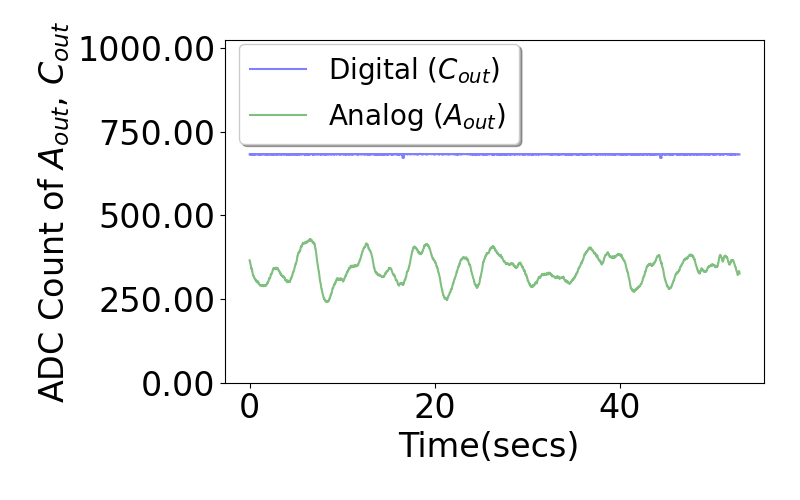 ADC Count of A_out, C_out
1000.00
750.00
500.00
250.00
0.00
Digital (C_out)
Analog (A_out)
0 20 40
Time(secs)